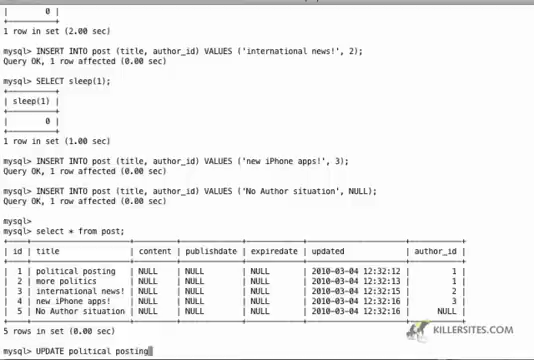 |        0 |
+----------+
1 row in set (2.00 sec)
mysql> INSERT INTO post (title, author_id) VALUES ('international news!', 2);
Query OK, 1 row affected (0.00 sec)
mysql> SELECT sleep(1);
+----------+
| sleep(1) |
+----------+
|        0 |
+----------+
1 row in set (1.00 sec)
mysql> INSERT INTO post (title, author_id) VALUES ('new iPhone apps!', 3);
Query OK, 1 row affected (0.00 sec)
mysql> INSERT INTO post (title, author_id) VALUES ('No Author situation', NULL);
Query OK, 1 row affected (0.00 sec)
mysql>
mysql> select * from post;
+----+---------------------+---------+-------------+------------+---------------------+-----------+
| id | title               | content | publishdate | expiredate | updated             | author_id |
+----+---------------------+---------+-------------+------------+---------------------+-----------+
|  1 | political posting   | NULL    | NULL        | NULL       | 2010-03-04 12:32:12 |         1 |
|  2 | more politics       | NULL    | NULL        | NULL       | 2010-03-04 12:32:13 |         1 |
|  3 | international news! | NULL    | NULL        | NULL       | 2010-03-04 12:32:15 |         2 |
|  4 | new iPhone apps!    | NULL    | NULL        | NULL       | 2010-03-04 12:32:16 |         3 |
|  5 | No Author situation | NULL    | NULL        | NULL       | 2010-03-04 12:32:16 |      NULL |
+----+---------------------+---------+-------------+------------+---------------------+-----------+
5 rows in set (0.00 sec)
KILLERSITES.COM
mysql> UPDATE political posting